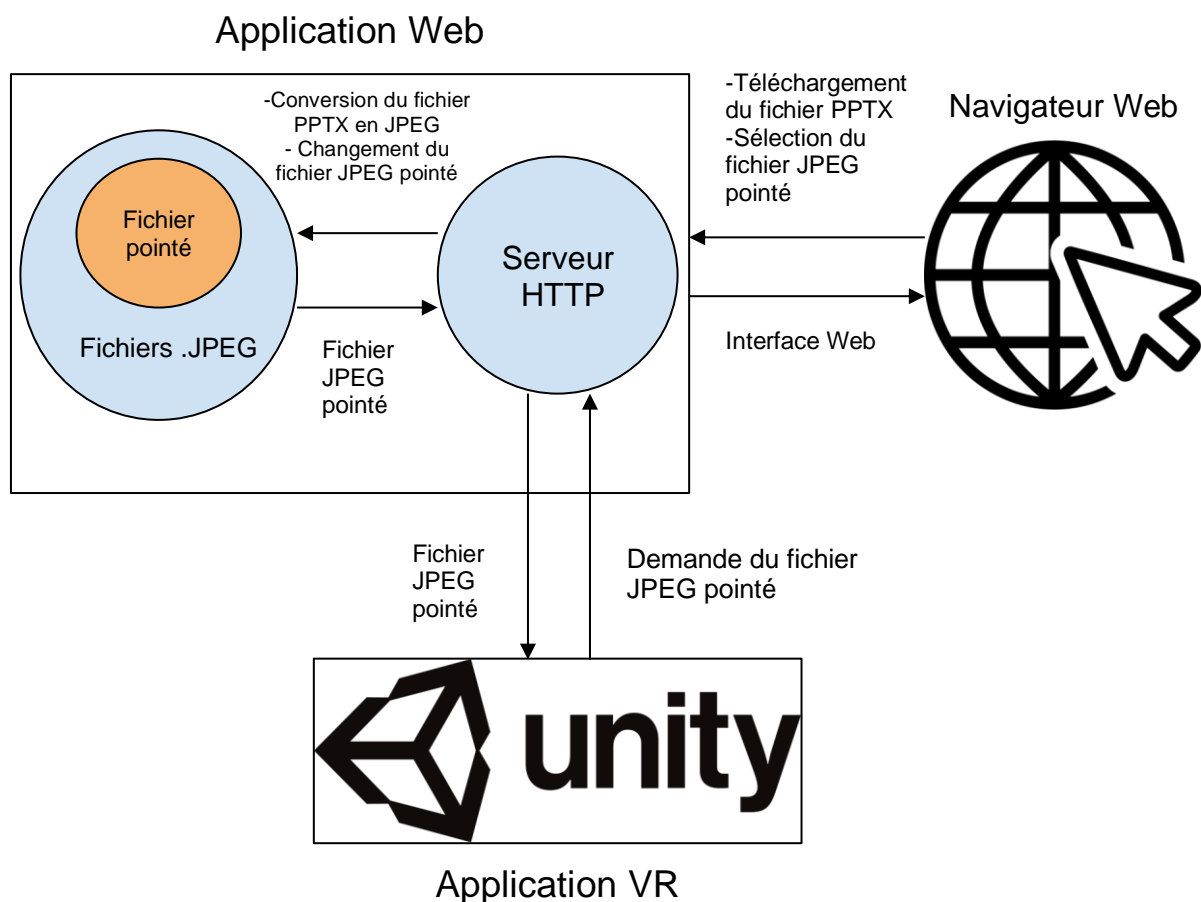 Application Web
-Conversion du fichier
PPTX en JPEG
- Changement du
fichier JPEG pointé
-Téléchargement
du fichier PPTX
-Sélection du
fichier JPEG
pointé
Navigateur Web
Fichier
pointé
Fichiers .JPEG
Serveur
HTTP
Fichier
JPEG
pointé
Interface Web
Fichier
JPEG
pointé
Demande du fichier
JPEG pointé
unity
Application VR